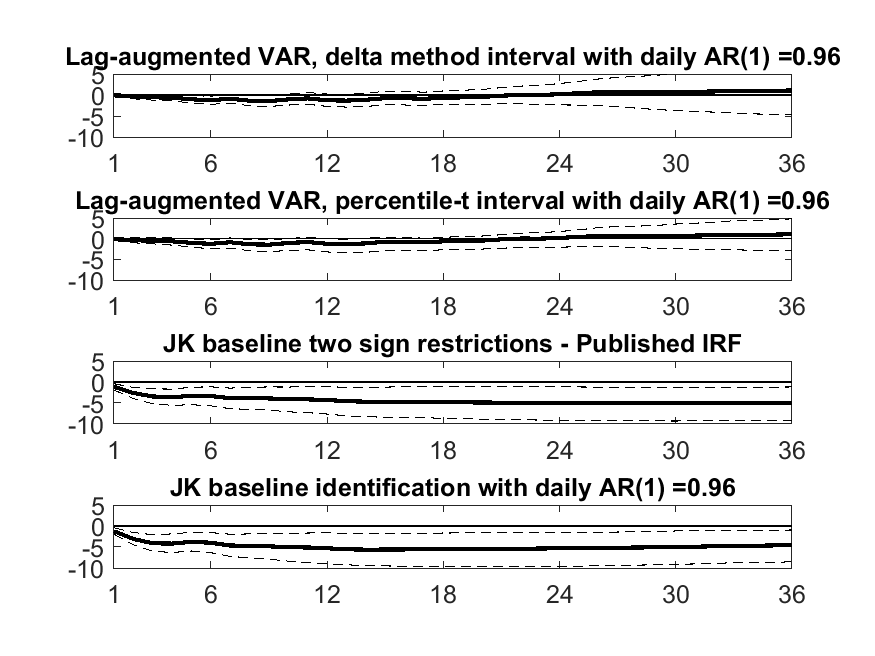 Lag-augmented VAR, delta method interval with daily AR(1) =0.96
5
0
-5
-10
1 6 12 18 24 30 36
Lag-augmented VAR, percentile-t interval with daily AR(1) =0.96
5
0
-5
-10
1 6 12 18 24 30 36
JK baseline two sign restrictions - Published IRF
5
0
-5
-10
1 6 12 18 24 30 36
JK baseline identification with daily AR(1) =0.96
5
0
-5
-10
1 6 12 18 24 30 36